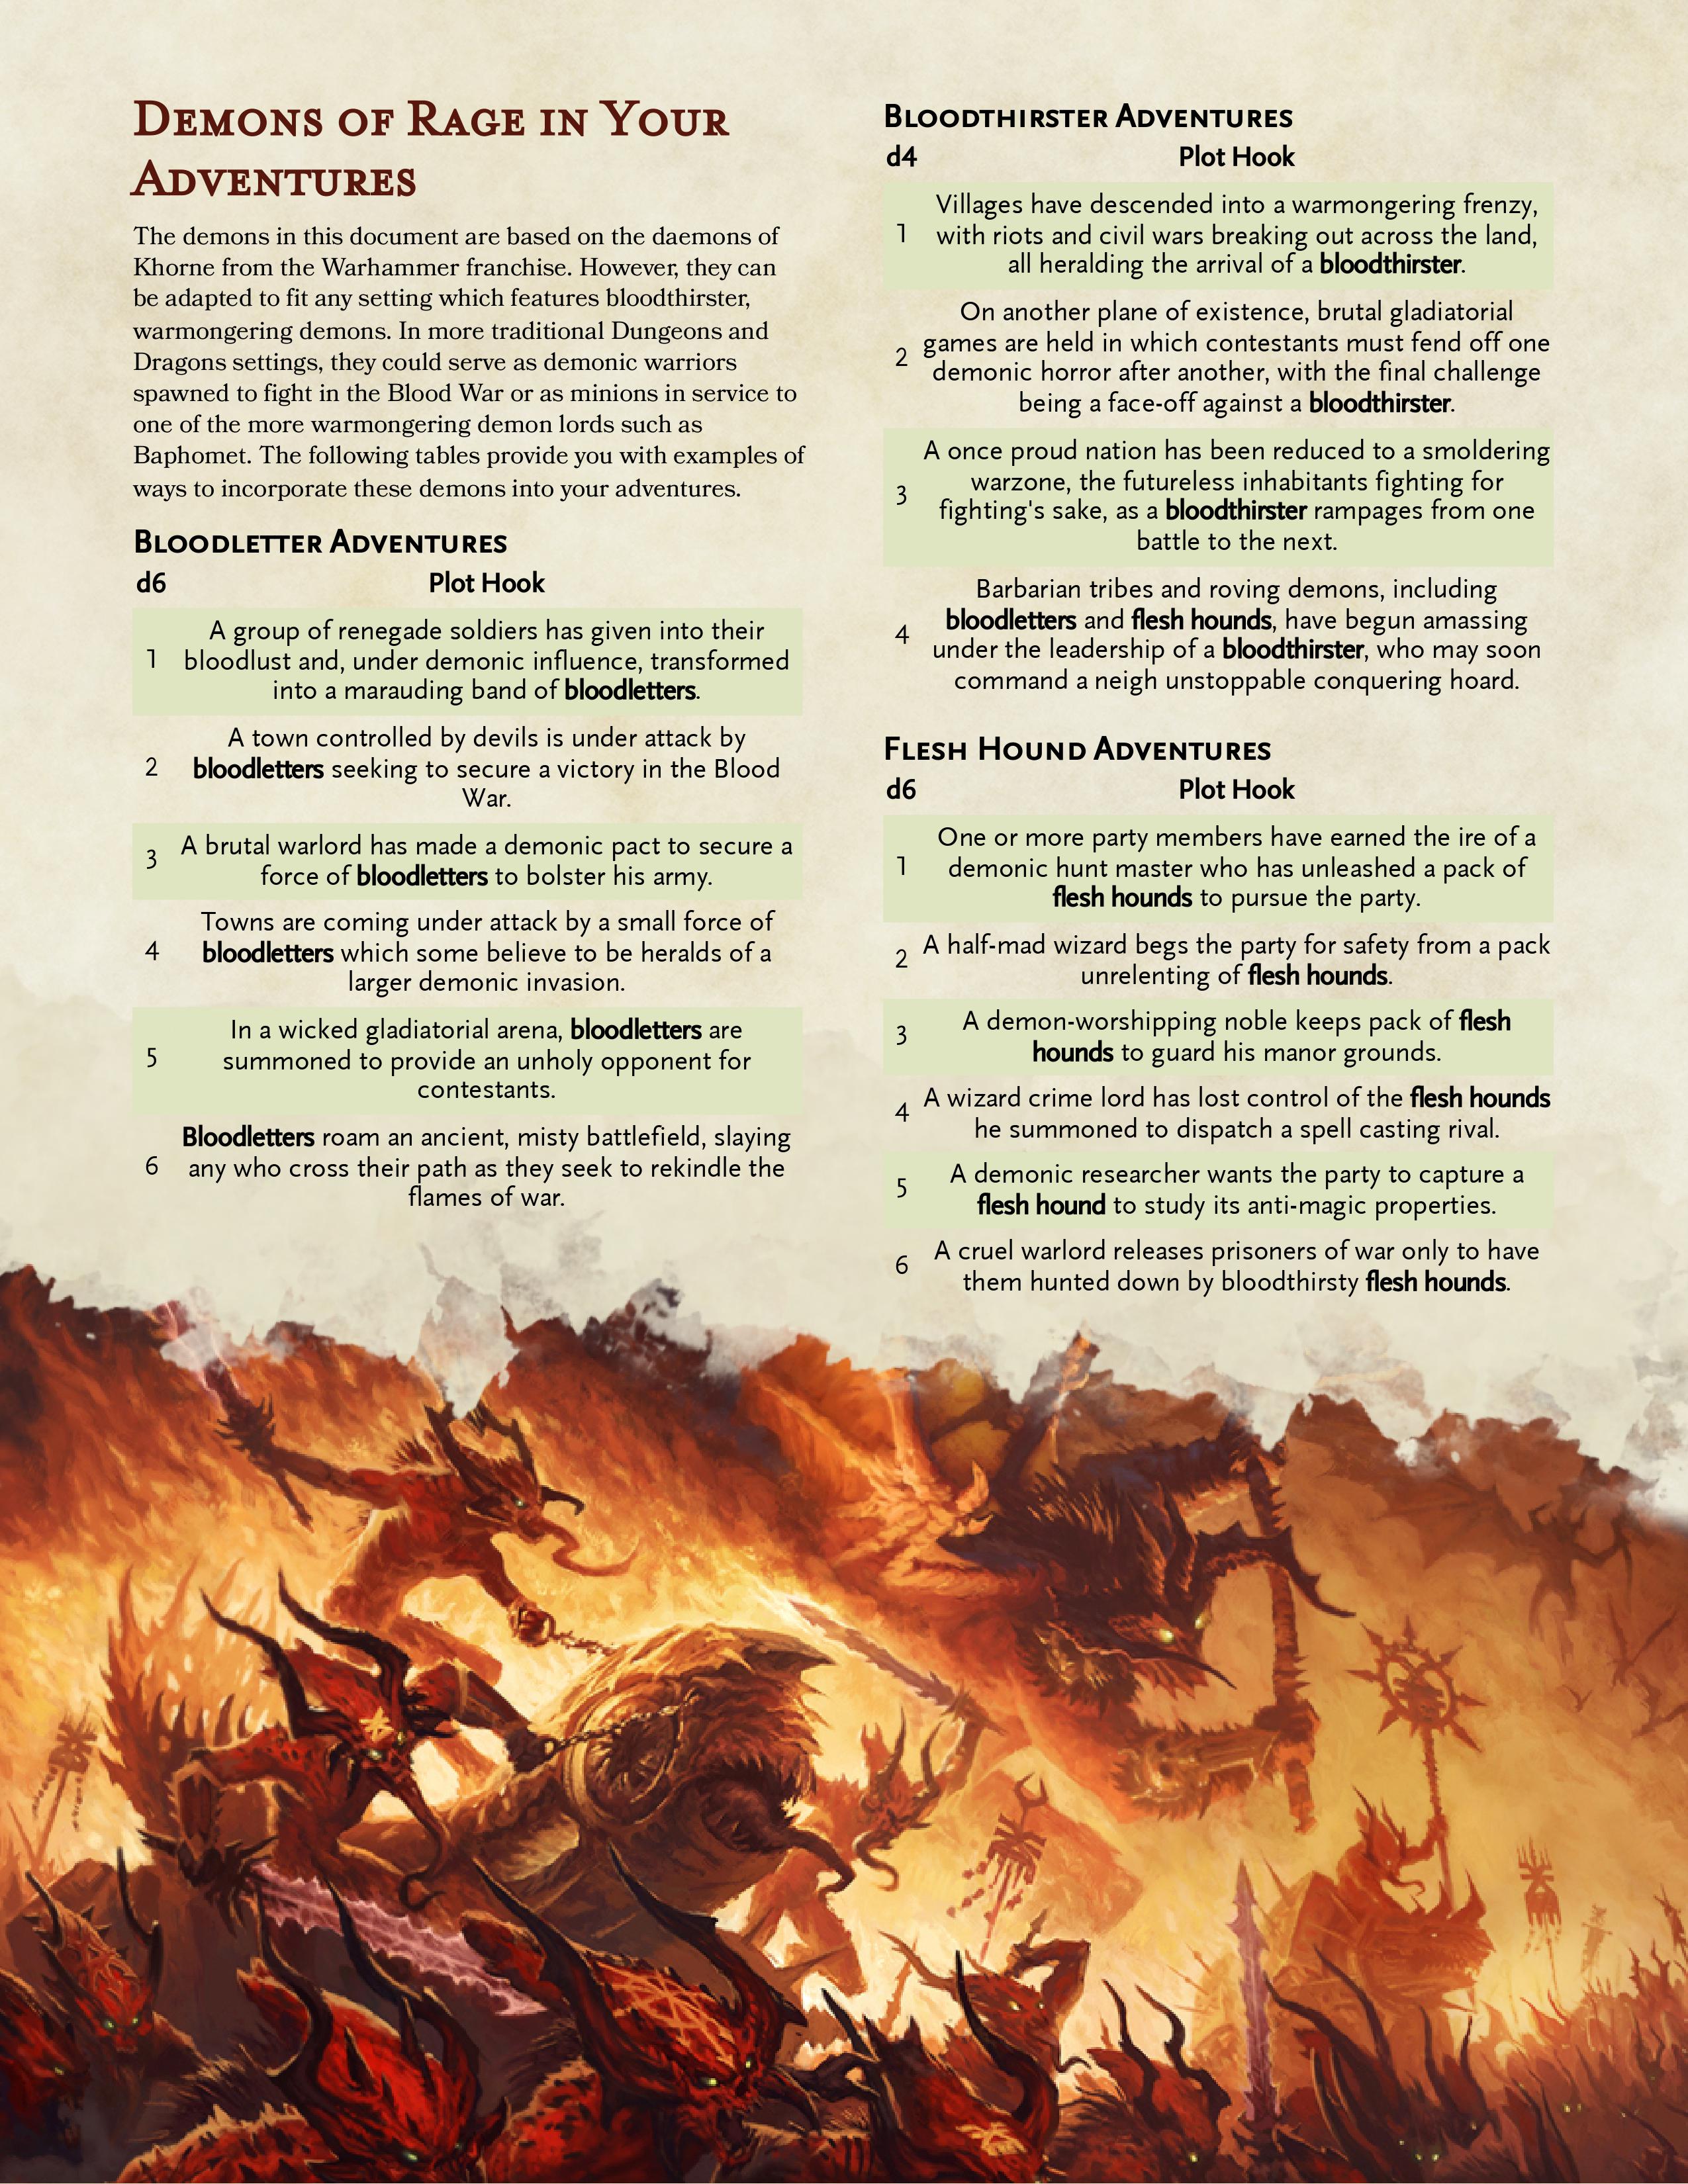 Demons of Rage in Your
Adventures
The demons in this document are based on the daemons of
Khorne from the Warhammer franchise. However, they can
be adapted to fit any setting which features bloodthirster,
warmongering demons. In more traditional Dungeons and
Dragons settings, they could serve as demonic warriors
spawned to fight in the Blood War or as minions in service to
one of the more warmongering demon lords such as
Baphomet. The following tables provide you with examples of
ways to incorporate these demons into your adventures.
Bloodletter Adventures
d6 Plot Hook
A group of renegade soldiers has given into their
1 bloodlust and, under demonic influence, transformed
into a marauding band of bloodletters.
A town controlled by devils is under attack by
2 bloodletters seeking to secure a victory in the Blood
War.
3 A brutal warlord has made a demonic pact to secure a
force of bloodletters to bolster his army.
Towns are coming under attack by a small force of
4 bloodletters which some believe to be heralds of a
larger demonic invasion.
In a wicked gladiatorial arena, bloodletters are
5 summoned to provide an unholy opponent for
contestants.
Bloodletters roam an ancient, misty battlefield, slaying
6 any who cross their path as they seek to rekindle the
flames of war.
Bloodthirster Adventures
d4 Plot Hook
Villages have descended into a warmongering frenzy,
1 with riots and civil wars breaking out across the land,
all heralding the arrival of a bloodthirster.
On another plane of existence, brutal gladiatorial
games are held in which contestants must fend off one
2 demonic horror after another, with the final challenge
being a face-off against a bloodthirster.
A once proud nation has been reduced to a smoldering
warzone, the futureless inhabitants fighting for
3 fighting's sake, as a bloodthirster rampages from one
battle to the next.
Barbarian tribes and roving demons, including
bloodletters and flesh hounds, have begun amassing
4 under the leadership of a bloodthirster, who may soon
command a neigh unstoppable conquering hoard.
Flesh Hound Adventures
d6 Plot Hook
One or more party members have earned the ire of a
1 demonic hunt master who has unleashed a pack of
flesh hounds to pursue the party.
2 A half-mad wizard begs the party for safety from a pack
unrelenting of flesh hounds.
3 A demon-worshipping noble keeps pack of flesh
hounds to guard his manor grounds.
4 A wizard crime lord has lost control of the flesh hounds
he summoned to dispatch a spell casting rival.
5 A demonic researcher wants the party to capture a
flesh hound to study its anti-magic properties.
6 A cruel warlord releases prisoners of war only to have
them hunted down by bloodthirsty flesh hounds.